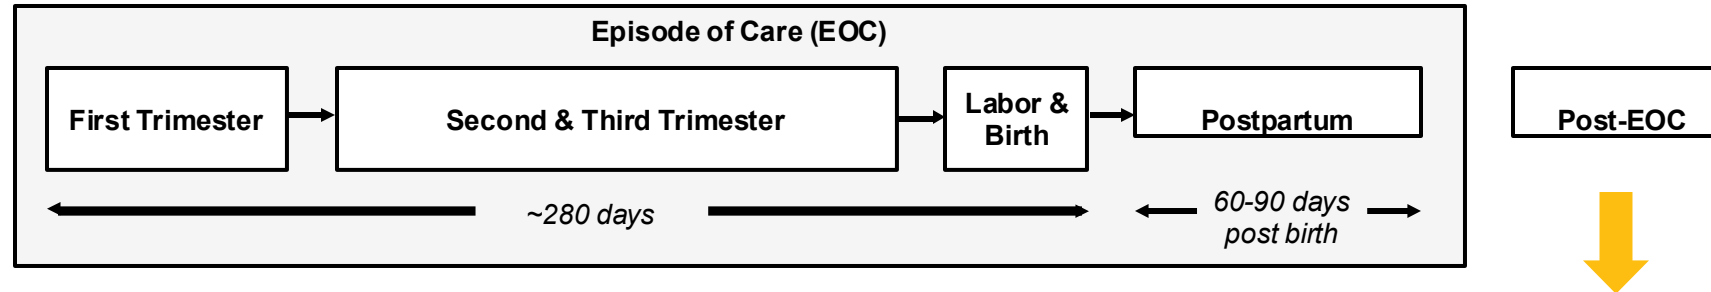 Episode of Care (EOC)
First Trimester
Second & Third Trimester
Labor &
Birth
Postpartum
Post-EOC
~280 days
60-90 days
post birth